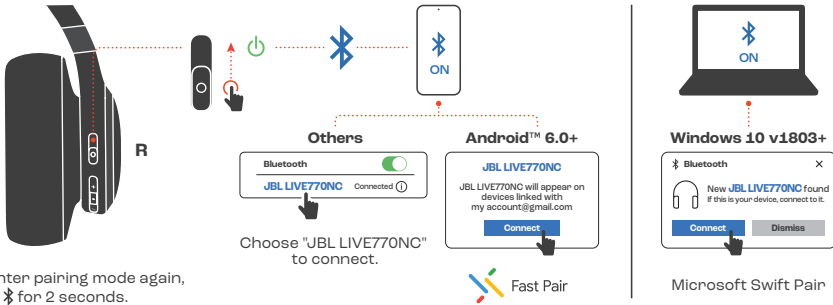 ON
ON
R
Others
Android™ 6.0+
Windows 10 v1803+
Bluetooth
JBL LIVE770NC Connected
Choose "JBL LIVE770NC"
to connect.
JBL LIVE770NC
JBL LIVE770NC will appear on
devices linked with
my account@gmail.com
Connect
Fast Pair
Bluetooth ×
New JBL LIVE770NC found
If this is your device, connect to it.
Connect Dismiss
Microsoft Swift Pair
pairing mode again,
for 2 seconds.